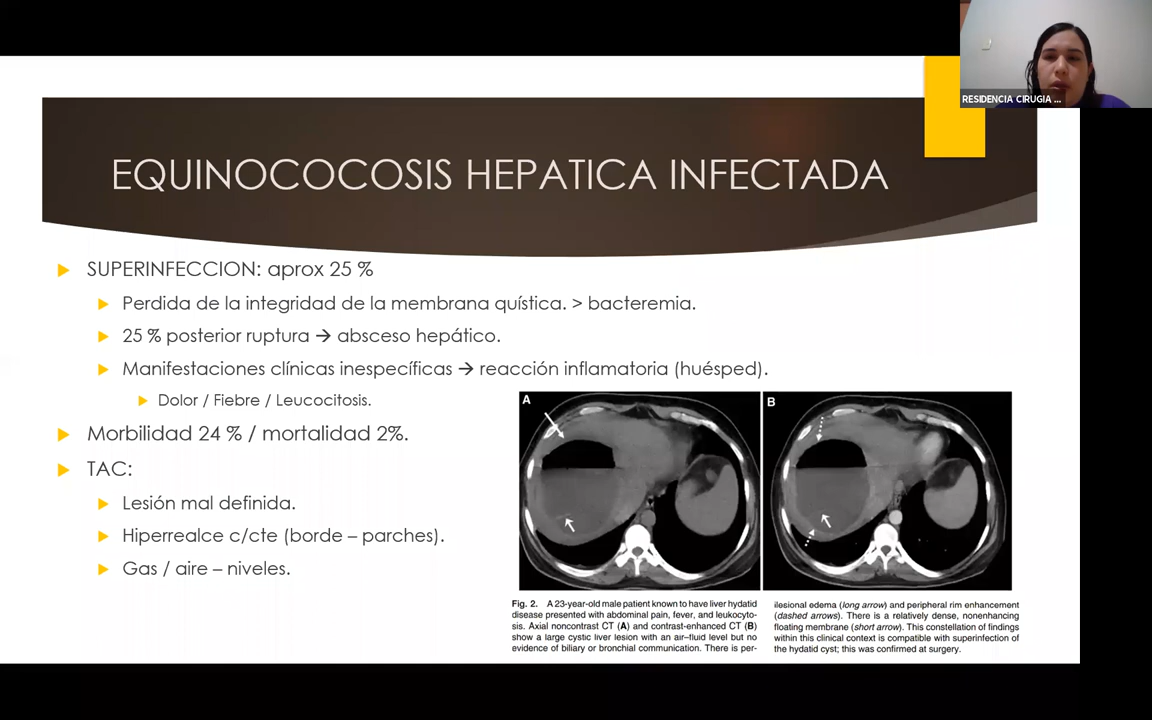 RESIDENCIA CIRUGIA ...
EQUINOCOCOSIS HEPATICA INFECTADA
SUPERINFECCION: aprox 25 %
Perdida de la integridad de la membrana quística. > bacteremia.
25 % posterior ruptura → absceso hepático.
Manifestaciones clínicas inespecíficas → reacción inflamatoria (huésped).
Dolor / Fiebre / Leucocitosis.
Morbilidad 24 % / mortalidad 2%.
TAC:
Lesión mal definida.
Hiperrealce c/cte (borde – parches).
Gas / aire – niveles.
A
B
Fig. 2. A 23-year-old male patient known to have liver hydatid
disease presented with abdominal pain, fever, and leukocyto-
sis. Axial noncontrast CT (A) and contrast-enhanced CT (B)
show a large cystic liver lesion with an air–fluid level but no
evidence of biliary or bronchial communication. There is per-
ilesional edema (long arrow) and peripheral rim enhancement
(dashed arrows). There is a relatively dense, nonenhancing
floating membrane (short arrow). This constellation of findings
within this clinical context is compatible with superinfection of
the hydatid cyst; this was confirmed at surgery.